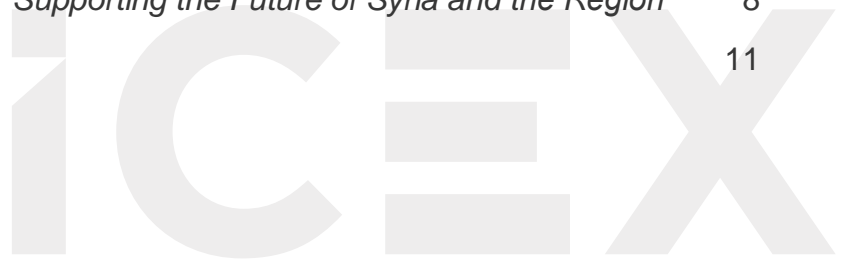 Supporting the Future of Syria and the Region 8
11
iCEX